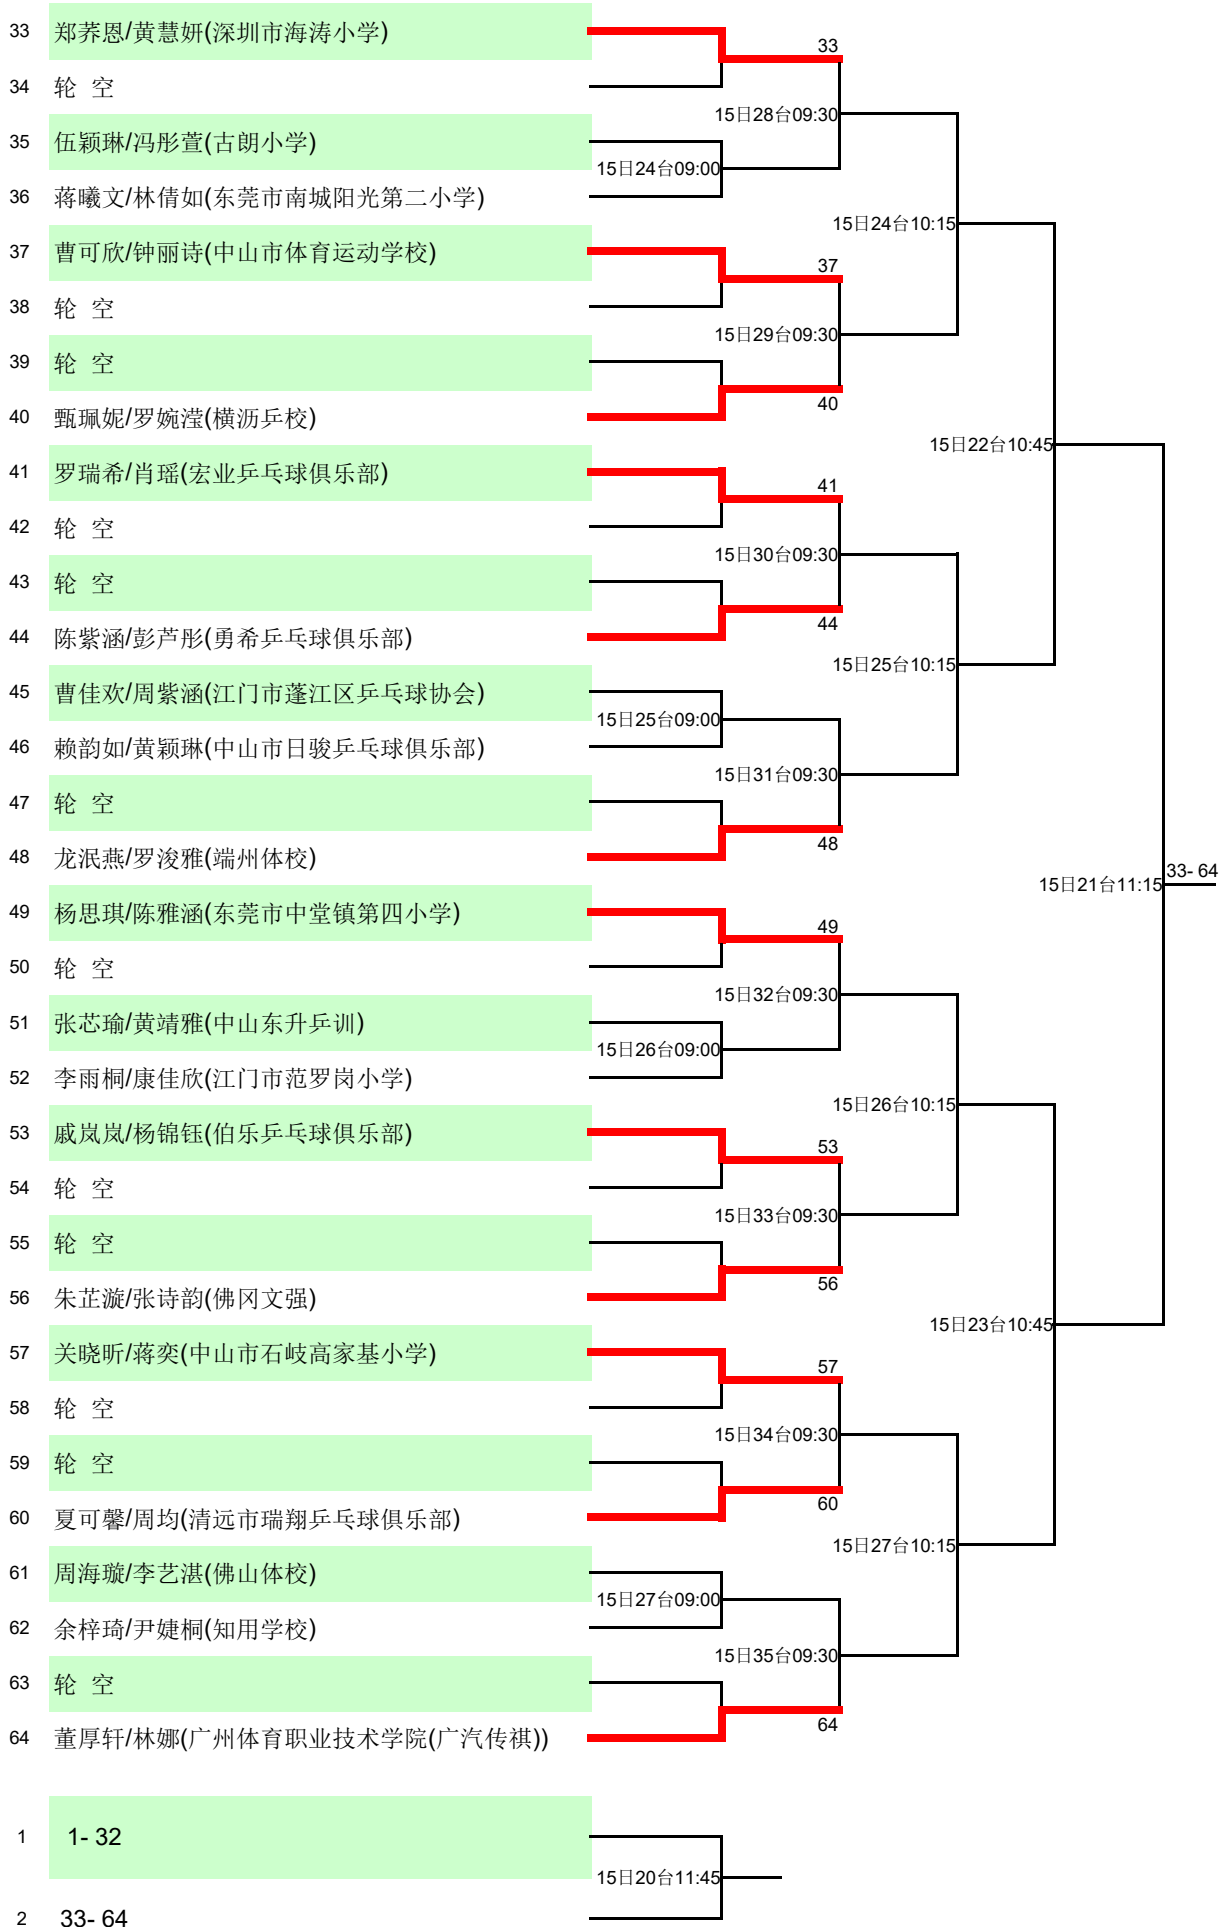 33 郑荞恩/黄慧妍(深圳市海涛小学)
33
34 轮 空
15日28台09:30
35 伍颖琳/冯彤萱(古朗小学)
15日24台09:00
36 蒋曦文/林倩如(东莞市南城阳光第二小学)
15日24台10:15
37 曹可欣/钟丽诗(中山市体育运动学校)
37
38 轮 空
15日29台09:30
39 轮 空
40
40 甄珮妮/罗婉滢(横沥乒校)
15日22台10:45
41 罗瑞希/肖瑶(宏业乒乓球俱乐部)
41
42 轮 空
15日30台09:30
43 轮 空
44
44 陈紫涵/彭芦彤(勇希乒乓球俱乐部)
15日25台10:15
45 曹佳欢/周紫涵(江门市蓬江区乒乓球协会)
15日25台09:00
46 赖韵如/黄颖琳(中山市日骏乒乓球俱乐部)
15日31台09:30
47 轮 空
48
48 龙泯燕/罗浚雅(端州体校)
15日21台11:15
33- 64
49 杨思琪/陈雅涵(东莞市中堂镇第四小学)
49
50 轮 空
15日32台09:30
51 张芯瑜/黄靖雅(中山东升乒训)
15日26台09:00
52 李雨桐/康佳欣(江门市范罗岗小学)
15日26台10:15
53 戚岚岚/杨锦钰(伯乐乒乓球俱乐部)
53
54 轮 空
15日33台09:30
55 轮 空
56
56 朱芷漩/张诗韵(佛冈文强)
15日23台10:45
57 关晓昕/蒋奕(中山市石岐高家基小学)
57
58 轮 空
15日34台09:30
59 轮 空
60
60 夏可馨/周均(清远市瑞翔乒乓球俱乐部)
15日27台10:15
61 周海璇/李艺湛(佛山体校)
15日27台09:00
62 余梓琦/尹婕桐(知用学校)
15日35台09:30
63 轮 空
64
64 董厚轩/林娜(广州体育职业技术学院(广汽传祺))
1 1- 32
15日20台11:45
2 33- 64